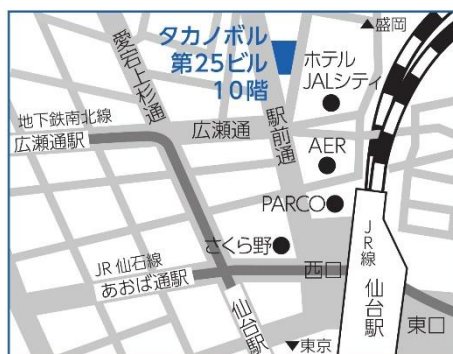 ▲盛岡
愛宕上杉通
タカノボル
第25ビル
10階
ホテル
JALシティ
地下鉄南北線
広瀬通駅
広瀬通
駅前通
AER
PARCO
さくら野
JR仙石線
あおば通駅
西口
JR線
仙台駅
仙台駅
東口
▼東京